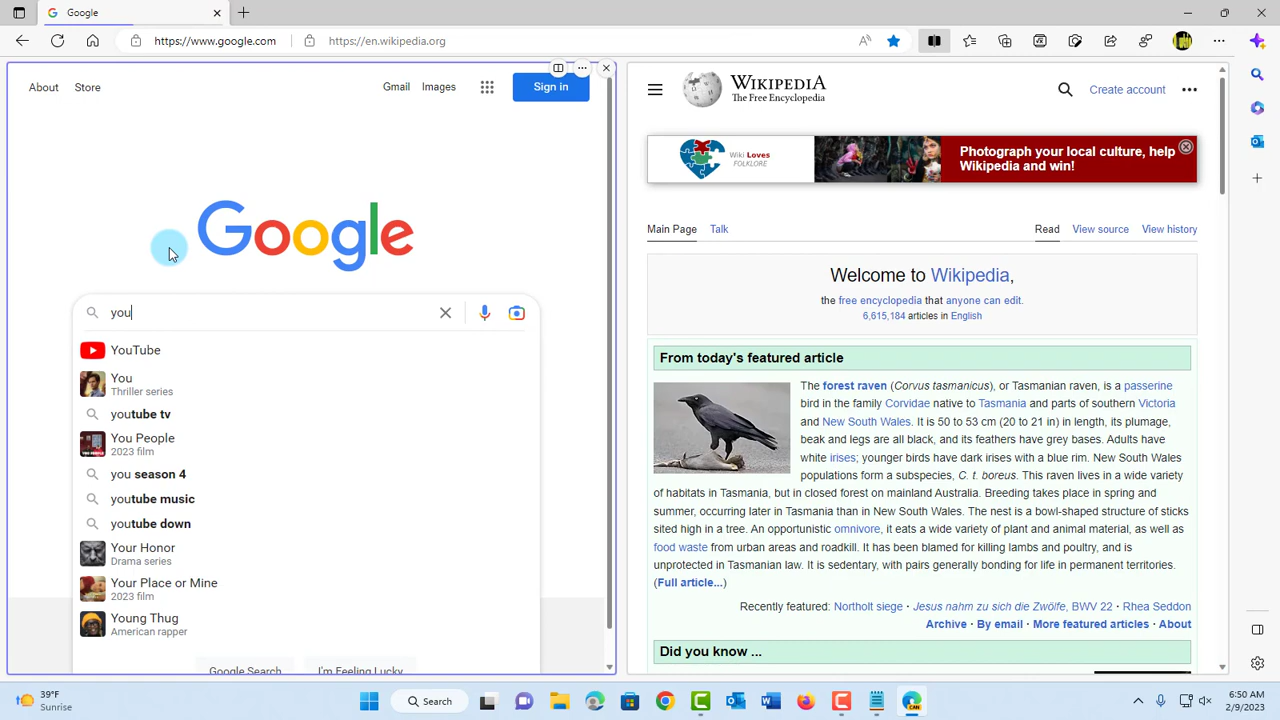 Google
https://www.google.com
https://en.wikipedia.org
About
Store
Gmail
Images
Sign in
Google
you
YouTube
You
Thriller series
youtube tv
You People
2023 film
you season 4
youtube music
youtube down
Your Honor
Drama series
Your Place or Mine
2023 film
Young Thug
American rapper
Google Search
I'm Feeling Lucky
WIKIPEDIA
The Free Encyclopedia
Create account
Wiki Loves
FOLKLORE
Photograph your local culture, help
Wikipedia and win!
Main Page
Talk
Read
View source
View history
Welcome to Wikipedia,
the free encyclopedia that anyone can edit.
6,615,184 articles in English
From today's featured article
The forest raven (Corvus tasmanicus), or Tasmanian raven, is a passerine
bird in the family Corvidae native to Tasmania and parts of southern Victoria
and New South Wales. It is 50 to 53 cm (20 to 21 in) in length, its plumage,
beak and legs are all black, and its feathers have grey bases. Adults have
white irises; younger birds have dark irises with a blue rim. New South Wales
populations form a subspecies, C. t. boreus. This raven lives in a wide variety
of habitats in Tasmania, but in closed forest on mainland Australia. Breeding takes place in spring and
summer, occurring later in Tasmania than in New South Wales. The nest is a bowl-shaped structure of sticks
sited high in a tree. An opportunistic omnivore, it eats a wide variety of plant and animal material, as well as
food waste from urban areas and roadkill. It has been blamed for killing lambs and poultry, and is
unprotected in Tasmanian law. It is sedentary, with pairs generally bonding for life in permanent territories.
(Full article...)
Recently featured: Northolt siege · Jesus nahm zu sich die Zwölfe, BWV 22 · Rhea Seddon
Archive · By email · More featured articles · About
Did you know ...
39°F
Sunrise
Search
CAN
6:50 AM
2/9/2023